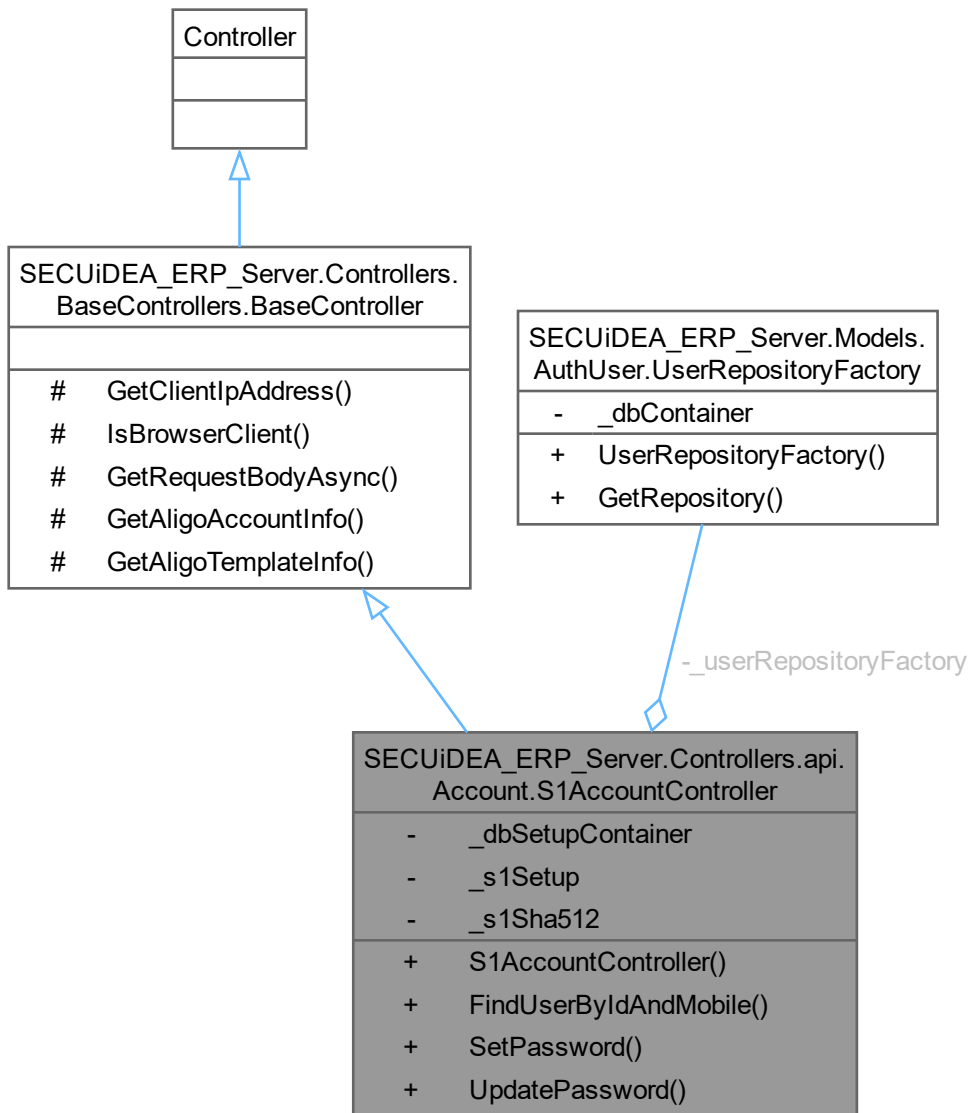 Controller
SECUiDEA_ERP_Server.Controllers.
BaseControllers.BaseController
# GetClientIpAddress()
# IsBrowserClient()
# GetRequestBodyAsync()
# GetAligoAccountInfo()
# GetAligoTemplateInfo()
SECUiDEA_ERP_Server.Models.
AuthUser.UserRepositoryFactory
- _dbContainer
+ UserRepositoryFactory()
+ GetRepository()
-_userRepositoryFactory
SECUiDEA_ERP_Server.Controllers.api.
Account.S1AccountController
- _dbSetupContainer
- _s1Setup
- _s1Sha512
+ S1AccountController()
+ FindUserByIdAndMobile()
+ SetPassword()
+ UpdatePassword()